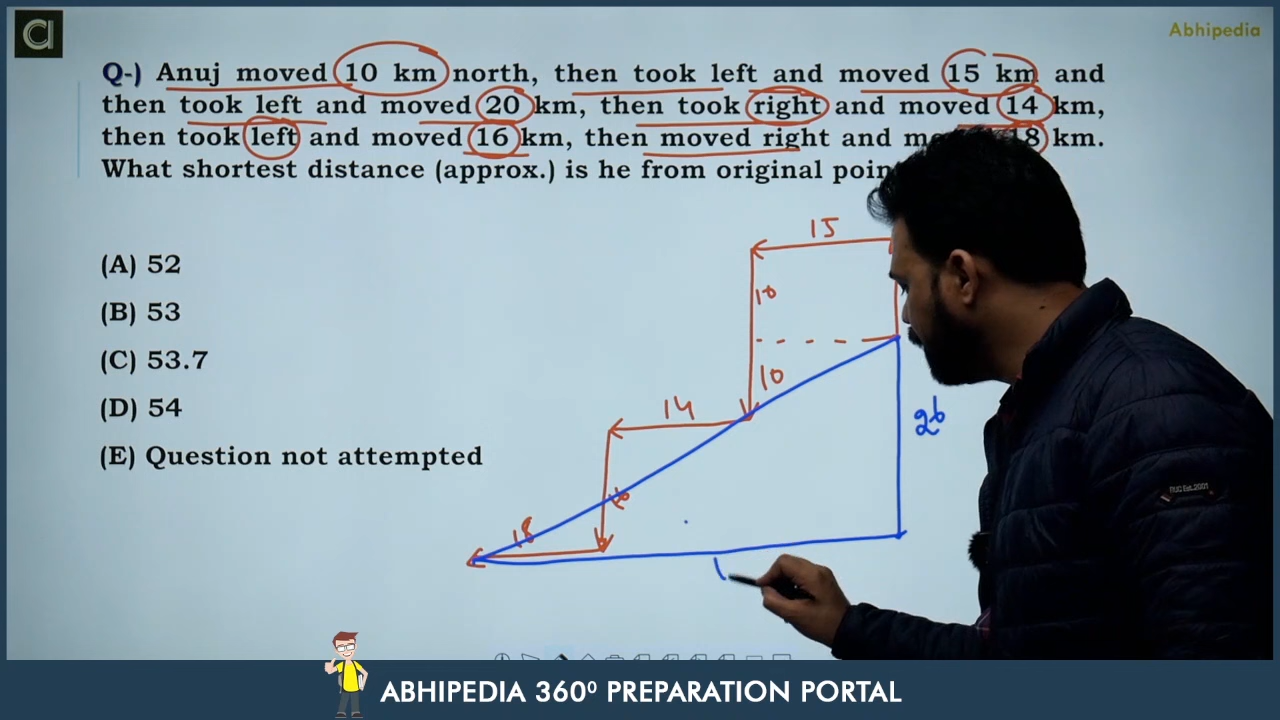 Abhipedia
Q-) Anuj moved 10 km north, then took left and moved 15 km and
then took left and moved 20 km, then took right and moved 14 km,
then took left and moved 16 km, then moved right and 18 km.
What shortest distance (approx.) is he from original
(A) 52
(B) 53
(C) 53.7
(D) 54
(E) Question not attempted
15
10
10
14
26
18
ABHIPEDIA 360⁰ PREPARATION PORTAL